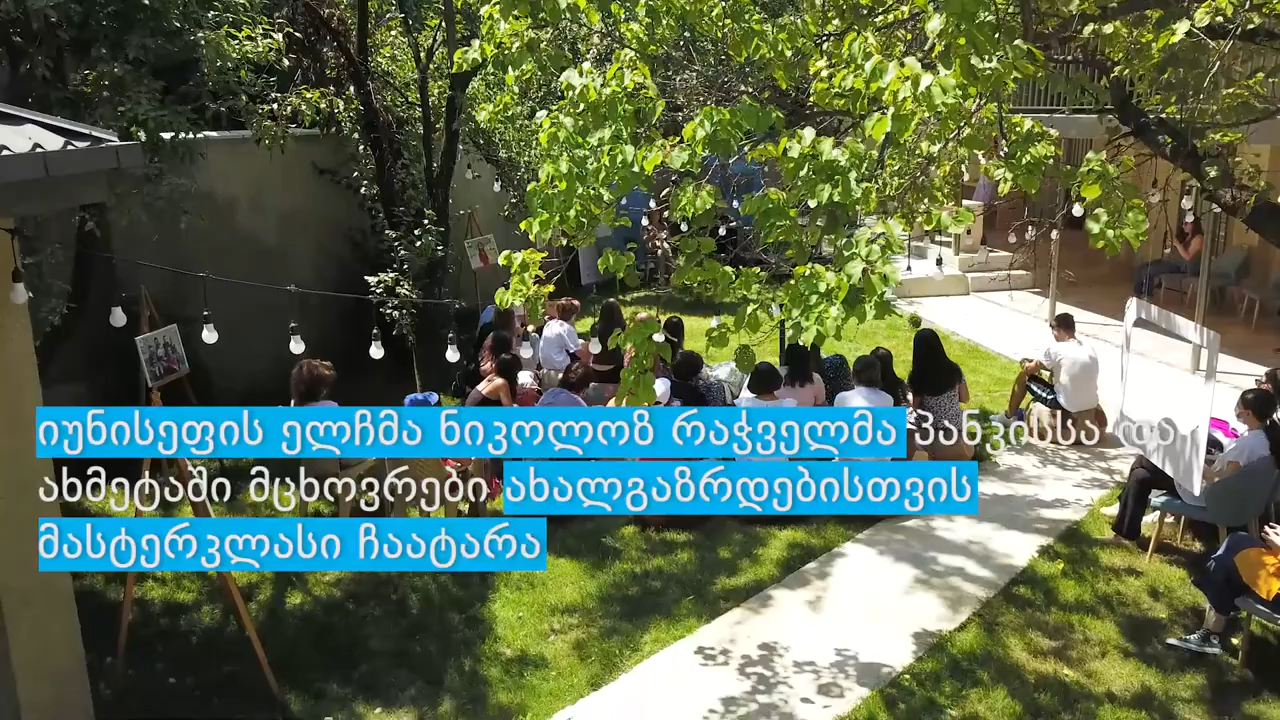 იუნისეფის ელჩმა ნიკოლოზ რაჭველმა პანკისსა და
ახმეტაში მცხოვრები ახალგაზრდებისთვის
მასტერკლასი ჩაატარა